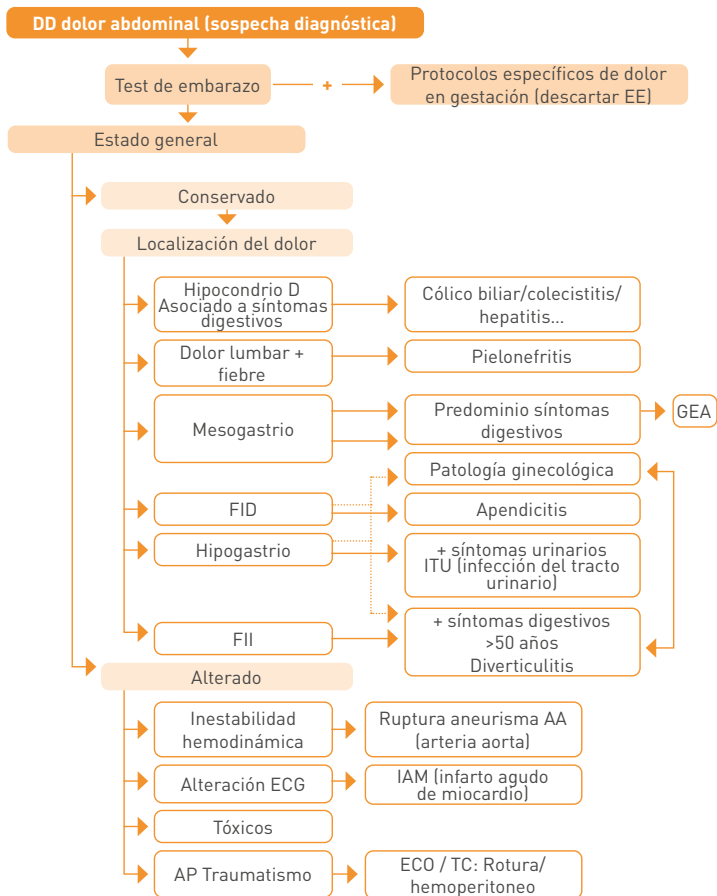 DD dolor abdominal (sospecha diagnóstica)
Test de embarazo
+
Protocolos específicos de dolor
en gestación (descartar EE)
Estado general
Conservado
Localización del dolor
Hipocondrio D
Asociado a síntomas
digestivos
Cólico biliar/colecistitis/
hepatitis...
Dolor lumbar +
fiebre
Pielonefritis
Mesogastrio
Predominio síntomas
digestivos
GEA
Patología ginecológica
FID
Apendicitis
Hipogastrio
+ síntomas urinarios
ITU (infección del tracto
urinario)
FII
+ síntomas digestivos
>50 años
Diverticulitis
Alterado
Inestabilidad
hemodinámica
Ruptura aneurisma AA
(arteria aorta)
Alteración ECG
IAM (infarto agudo
de miocardio)
Tóxicos
AP Traumatismo
ECO / TC: Rotura/
hemoperitoneo